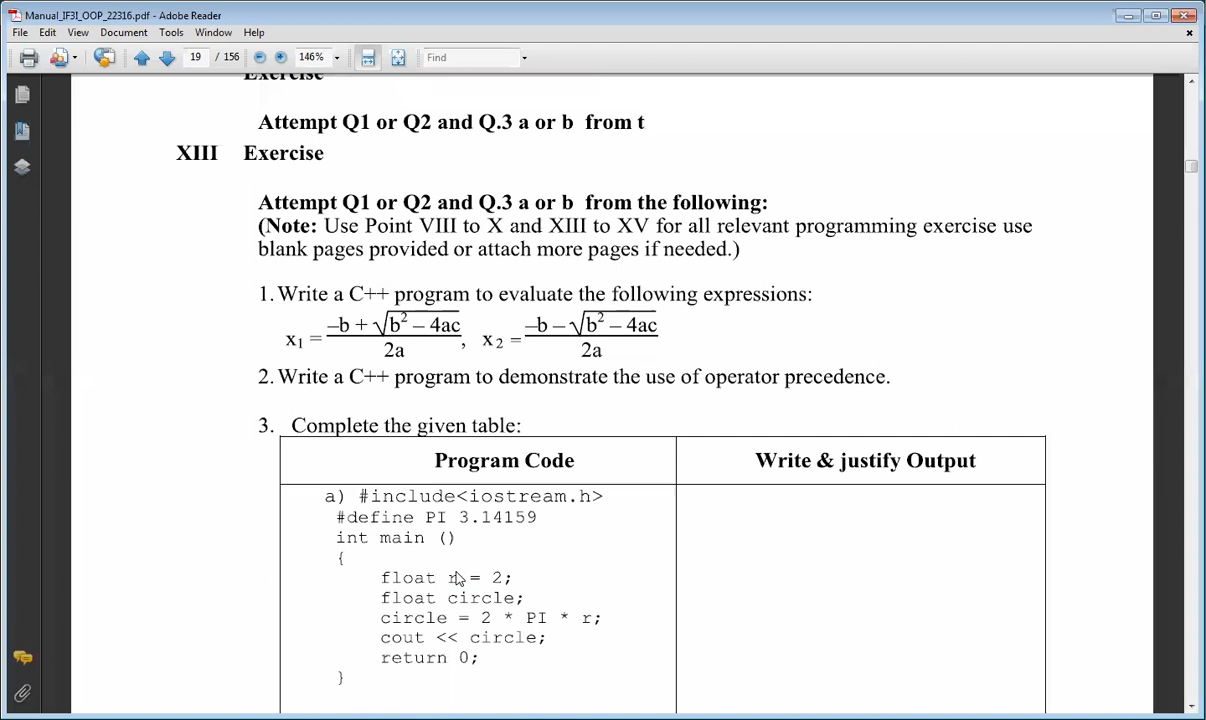 Manual_IF3I_OOP_22316.pdf - Adobe Reader
File Edit View Document Tools Window Help
19 / 156 146% Find
Exercise
Attempt Q1 or Q2 and Q.3 a or b from t
XIII Exercise
Attempt Q1 or Q2 and Q.3 a or b from the following:
(Note: Use Point VIII to X and XIII to XV for all relevant programming exercise use
blank pages provided or attach more pages if needed.)
1. Write a C++ program to evaluate the following expressions:
x₁ = (–b + √(b² – 4ac)) / 2a , x₂ = (–b – √(b² – 4ac)) / 2a
2. Write a C++ program to demonstrate the use of operator precedence.
3. Complete the given table:
Program Code Write & justify Output
a) #include<iostream.h>
#define PI 3.14159
int main ()
{
float r = 2;
float circle;
circle = 2 * PI * r;
cout << circle;
return 0;
}